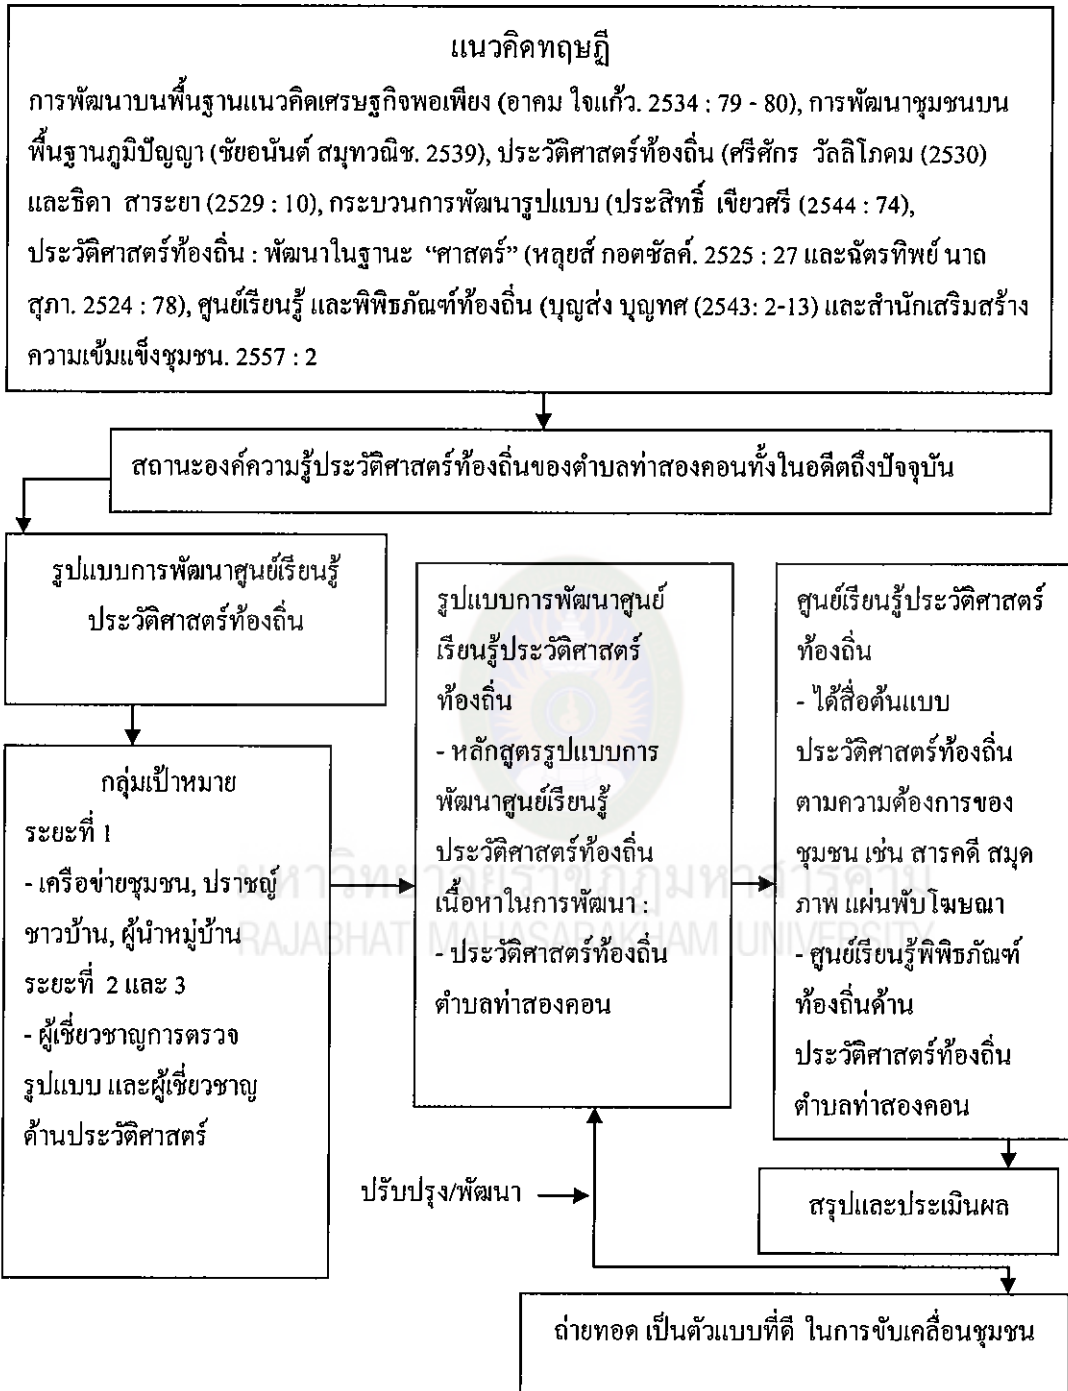 แนวคิดทฤษฎี
การพัฒนาบนพื้นฐานแนวคิดเศรษฐกิจพอเพียง (อาคม ใจแก้ว. 2534 : 79 - 80), การพัฒนาชุมชนบน
พื้นฐานภูมิปัญญา (ชัยอนันต์ สมุทวณิช. 2539), ประวัติศาสตร์ท้องถิ่น (ศรีศักร วัลลิโภคม (2530)
และธิดา สาระยา (2529 : 10), กระบวนการพัฒนารูปแบบ (ประสิทธิ์ เขียวศรี (2544 : 74),
ประวัติศาสตร์ท้องถิ่น : พัฒนาในฐานะ “ศาสตร์” (หลุยส์ กอตซัลค์. 2525 : 27 และฉัตรทิพย์ นาถ
สุภา. 2524 : 78), ศูนย์เรียนรู้ และพิพิธภัณฑ์ท้องถิ่น (บุญส่ง บุญทศ (2543: 2-13) และสำนักเสริมสร้าง
ความเข้มแข็งชุมชน. 2557 : 2
สถานะองค์ความรู้ประวัติศาสตร์ท้องถิ่นของตำบลท่าสองคอนทั้งในอดีตถึงปัจจุบัน
รูปแบบการพัฒนาศูนย์เรียนรู้
ประวัติศาสตร์ท้องถิ่น
กลุ่มเป้าหมาย
ระยะที่ 1
- เครือข่ายชุมชน, ปราชญ์
ชาวบ้าน, ผู้นำหมู่บ้าน
ระยะที่ 2 และ 3
- ผู้เชี่ยวชาญการตรวจ
รูปแบบ และผู้เชี่ยวชาญ
ด้านประวัติศาสตร์
รูปแบบการพัฒนาศูนย์
เรียนรู้ประวัติศาสตร์
ท้องถิ่น
- หลักสูตรรูปแบบการ
พัฒนาศูนย์เรียนรู้
ประวัติศาสตร์ท้องถิ่น
เนื้อหาในการพัฒนา :
- ประวัติศาสตร์ท้องถิ่น
ตำบลท่าสองคอน
ศูนย์เรียนรู้ประวัติศาสตร์
ท้องถิ่น
- ได้สื่อต้นแบบ
ประวัติศาสตร์ท้องถิ่น
ตามความต้องการของ
ชุมชน เช่น สารคดี สมุด
ภาพ แผ่นพับโฆษณา
- ศูนย์เรียนรู้พิพิธภัณฑ์
ท้องถิ่นด้าน
ประวัติศาสตร์ท้องถิ่น
ตำบลท่าสองคอน
มหาวิทยาลัยราชภัฏมหาสารคาม
RAJABHAT MAHASARAKHAM UNIVERSITY
ปรับปรุง/พัฒนา
สรุปและประเมินผล
ถ่ายทอด เป็นตัวแบบที่ดี ในการขับเคลื่อนชุมชน